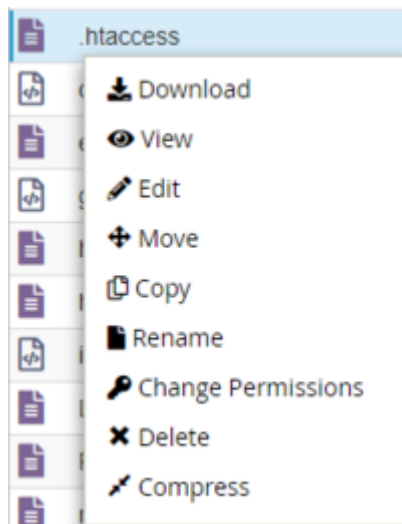 .htaccess
Download
View
Edit
Move
Copy
Rename
Change Permissions
Delete
Compress